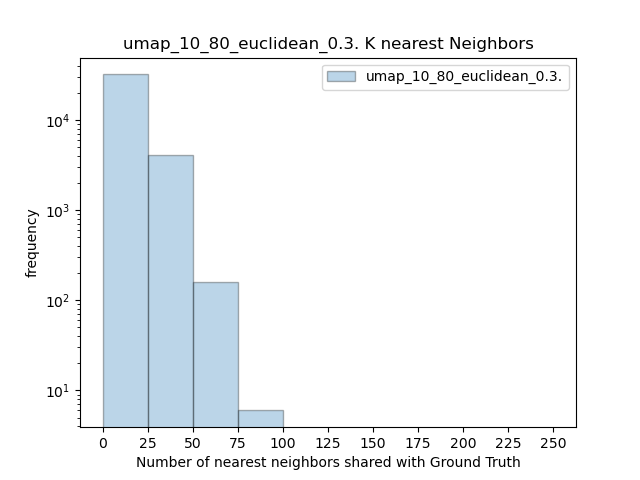 umap_10_80_euclidean_0.3. K nearest Neighbors
umap_10_80_euclidean_0.3.
10⁴
10³
10²
10¹
frequency
0 25 50 75 100 125 150 175 200 225 250
Number of nearest neighbors shared with Ground Truth